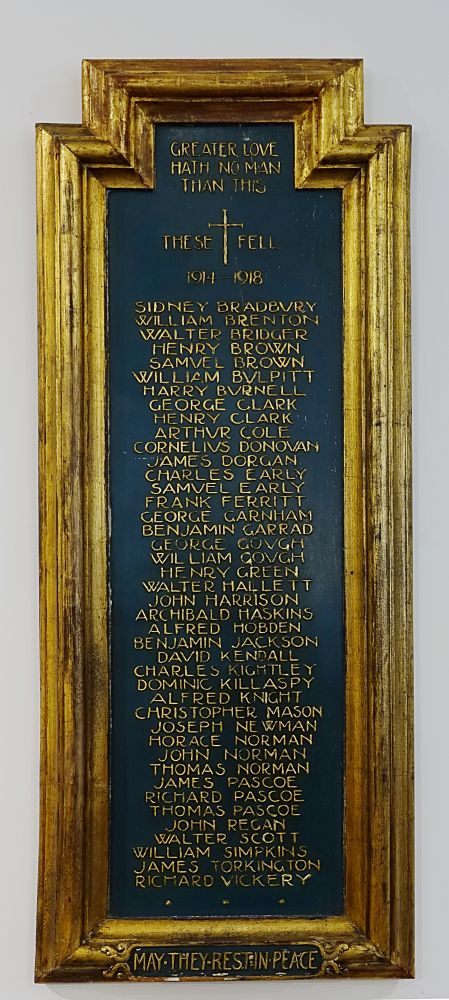 GREATER LOVE
HATH NO MAN
THAN THIS
THESE FELL
1914 – 1918
SIDNEY BRADBURY
WILLIAM BRENTON
WALTER BRIDGER
HENRY BROWN
SAMVEL BROWN
WILLIAM BVLPITT
HARRY BVRNELL
GEORGE CLARK
HENRY CLARK
ARTHVR COLE
CORNELIVS DONOVAN
JAMES DORGAN
CHARLES EARLY
SAMVEL EARLY
FRANK FERRITT
GEORGE GARNHAM
BENJAMIN GARRAD
GEORGE GOVGH
WILLIAM GOVGH
HENRY GREEN
WALTER HALLETT
JOHN HARRISON
ARCHIBALD HASKINS
ALFRED HOBDEN
BENJAMIN JACKSON
DAVID KENDALL
CHARLES KIGHTLEY
DOMINIC KILLASPY
ALFRED KNIGHT
CHRISTOPHER MASON
JOSEPH NEWMAN
HORACE NORMAN
JOHN NORMAN
THOMAS NORMAN
JAMES PASCOE
RICHARD PASCOE
THOMAS PASCOE
JOHN REGAN
WALTER SCOTT
WILLIAM SIMPKINS
JAMES TORKINGTON
RICHARD VICKERY
MAY·THEY·REST·IN·PEACE